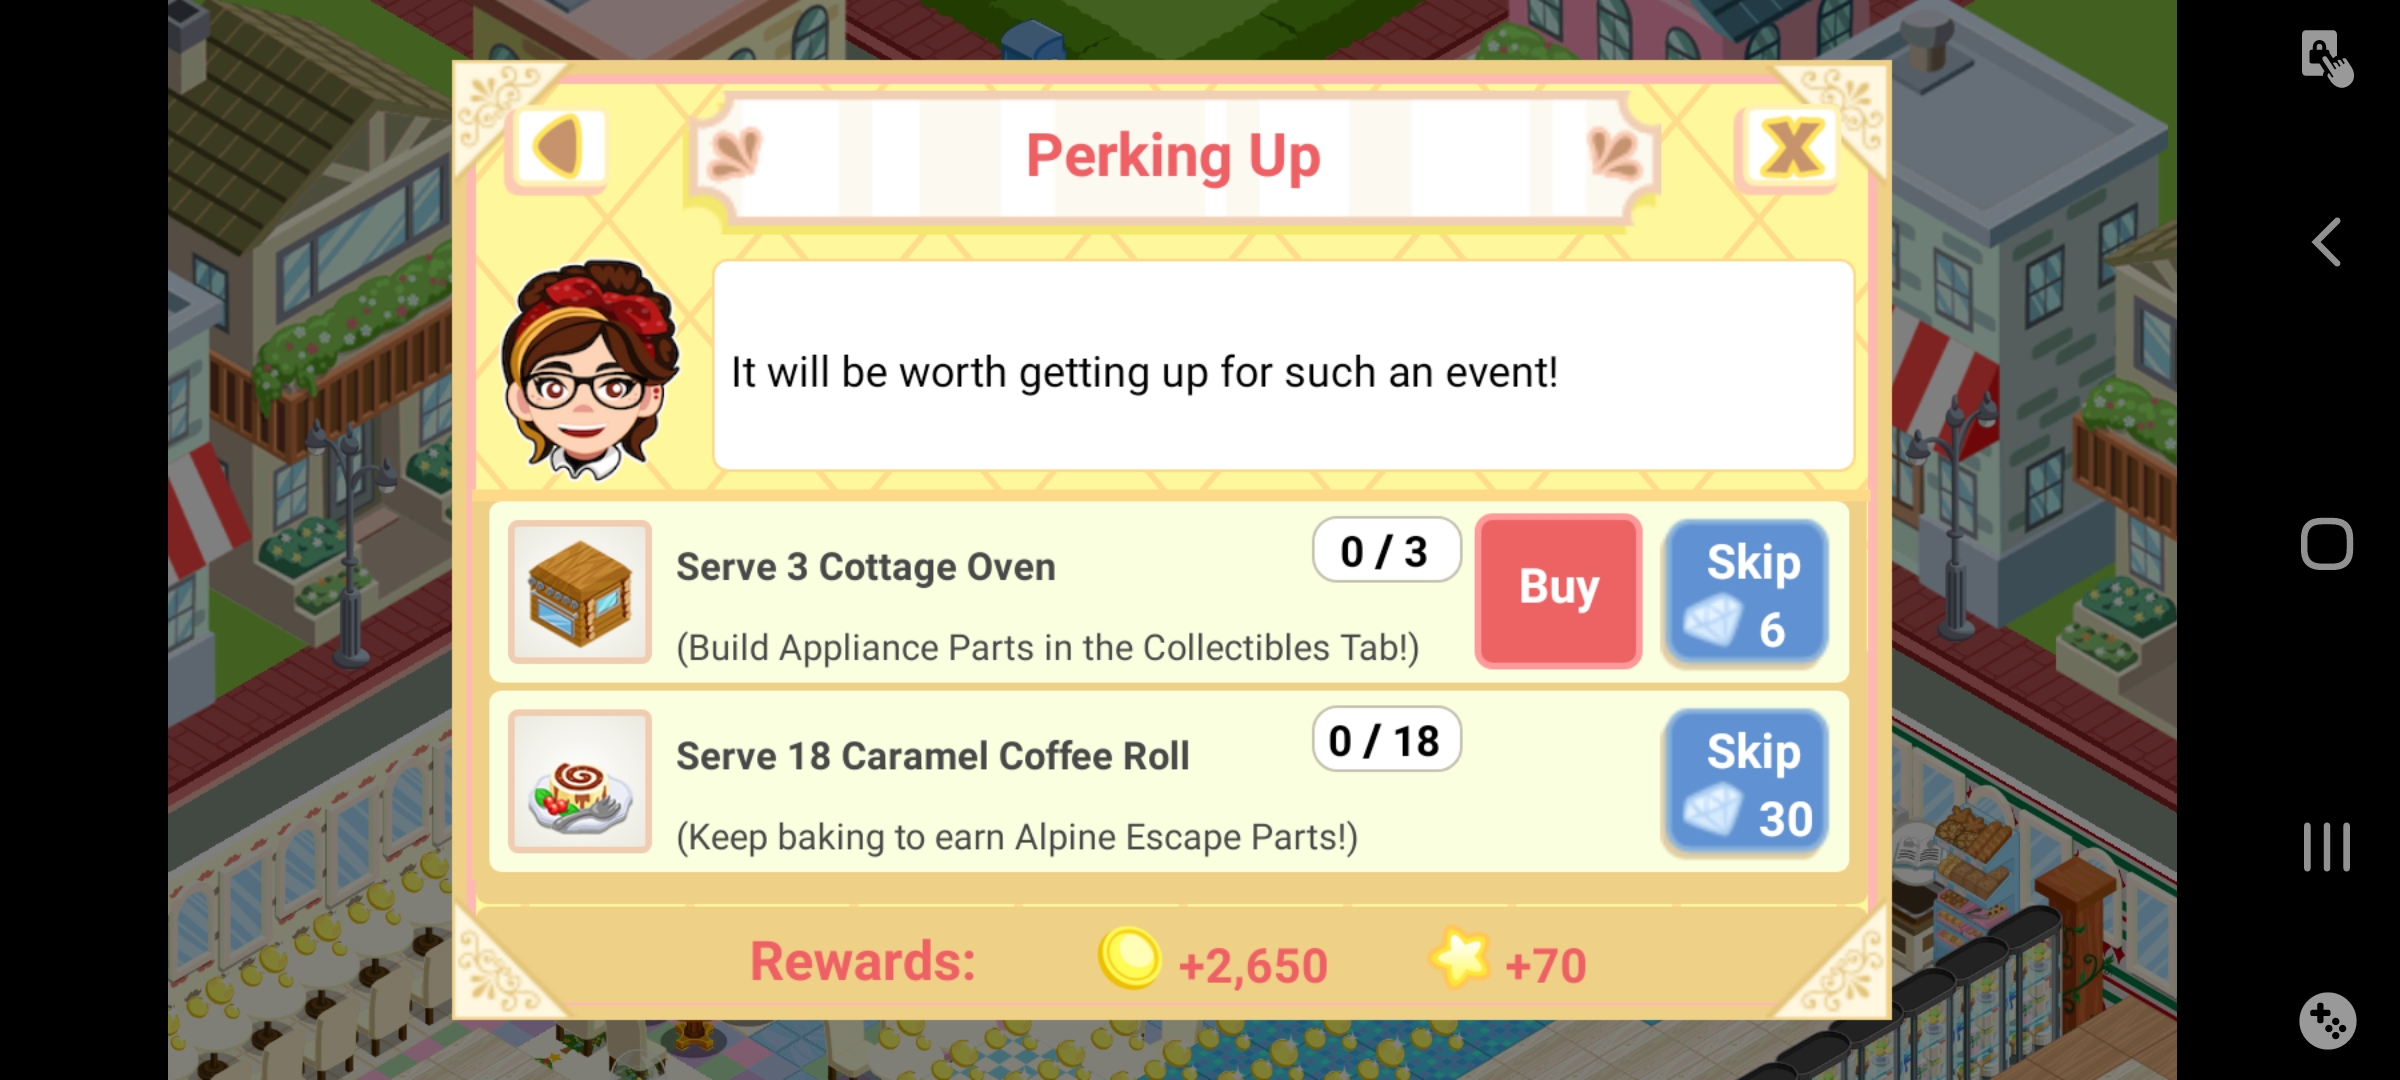 Perking Up
It will be worth getting up for such an event!
Serve 3 Cottage Oven
0 / 3
Buy
Skip
6
(Build Appliance Parts in the Collectibles Tab!)
Serve 18 Caramel Coffee Roll
0 / 18
Skip
30
(Keep baking to earn Alpine Escape Parts!)
Rewards: +2,650 +70